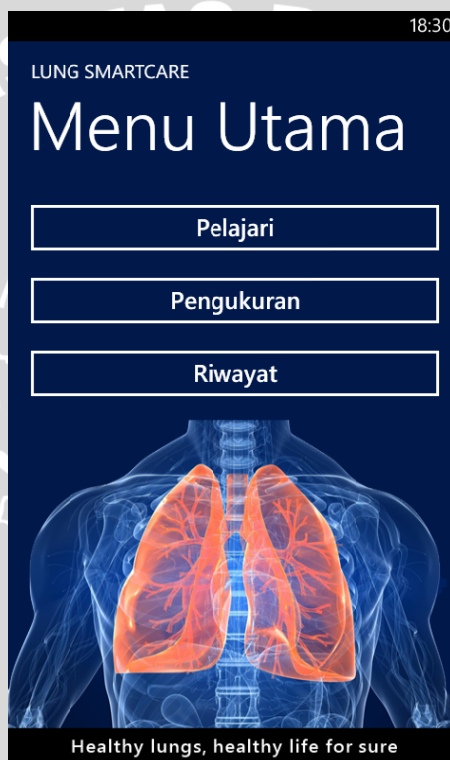 18:30
LUNG SMARTCARE
Menu Utama
Pelajari
Pengukuran
Riwayat
Healthy lungs, healthy life for sure